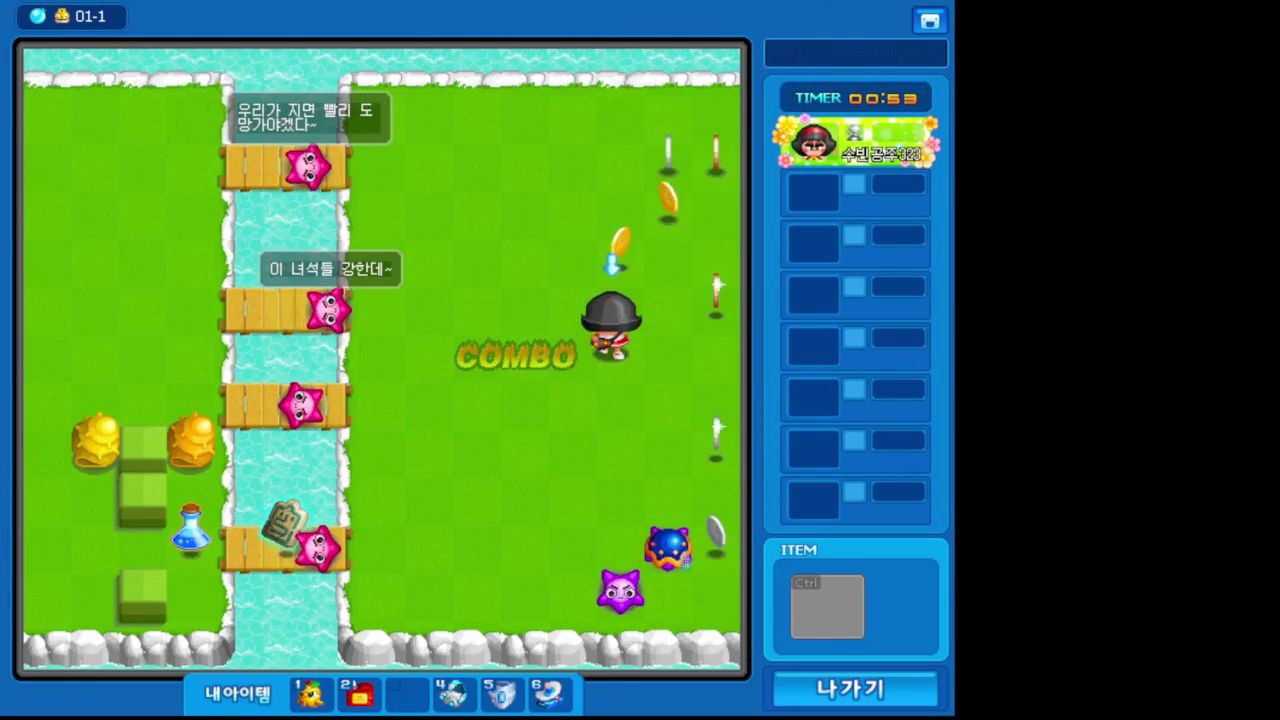 01-1
TIMER 00:53
우리가 지면 빨리 도
망가야겠다~
수빈공주323
이 녀석들 강한데~
COMBO
ITEM
Ctrl
내아이템
1
2
4
5
6
나가기